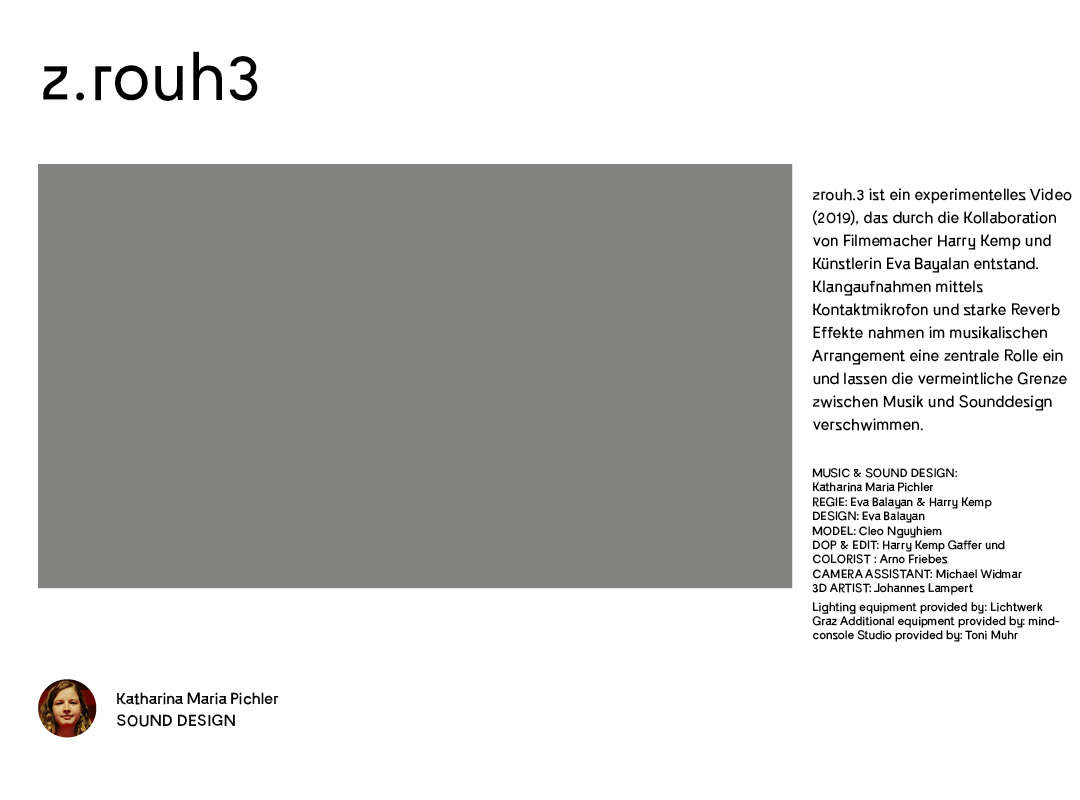 z.rouh3
zrouh.3 ist ein experimentelles Video
(2019), das durch die Kollaboration
von Filmemacher Harry Kemp und
Künstlerin Eva Bayalan entstand.
Klangaufnahmen mittels
Kontaktmikrofon und starke Reverb
Effekte nahmen im musikalischen
Arrangement eine zentrale Rolle ein
und lassen die vermeintliche Grenze
zwischen Musik und Sounddesign
verschwimmen.
MUSIC & SOUND DESIGN:
Katharina Maria Pichler
REGIE: Eva Balayan & Harry Kemp
DESIGN: Eva Balayan
MODEL: Cleo Nguyhiem
DOP & EDIT: Harry Kemp Gaffer und
COLORIST : Arno Friebes
CAMERA ASSISTANT: Michael Widmar
3D ARTIST: Johannes Lampert
Lighting equipment provided by: Lichtwerk
Graz Additional equipment provided by: mind-
console Studio provided by: Toni Muhr
Katharina Maria Pichler
SOUND DESIGN